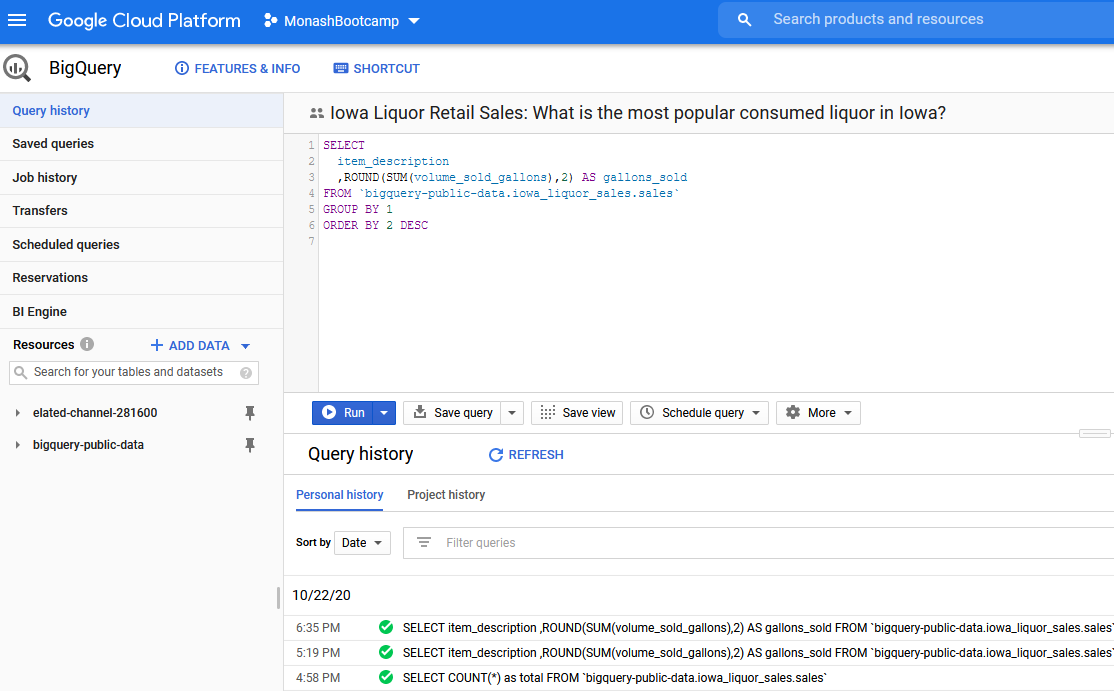 Google Cloud Platform MonashBootcamp Search products and resources
BigQuery FEATURES & INFO SHORTCUT
Query history
Saved queries
Job history
Transfers
Scheduled queries
Reservations
BI Engine
Resources ADD DATA
Search for your tables and datasets
elated-channel-281600
bigquery-public-data
Iowa Liquor Retail Sales: What is the most popular consumed liquor in Iowa?
1 SELECT
2 item_description
3 ,ROUND(SUM(volume_sold_gallons),2) AS gallons_sold
4 FROM `bigquery-public-data.iowa_liquor_sales.sales`
5 GROUP BY 1
6 ORDER BY 2 DESC
7
Run Save query Save view Schedule query More
Query history REFRESH
Personal history Project history
Sort by Date Filter queries
10/22/20
6:35 PM SELECT item_description ,ROUND(SUM(volume_sold_gallons),2) AS gallons_sold FROM `bigquery-public-data.iowa_liquor_sales.sales`
5:19 PM SELECT item_description ,ROUND(SUM(volume_sold_gallons),2) AS gallons_sold FROM `bigquery-public-data.iowa_liquor_sales.sales`
4:58 PM SELECT COUNT(*) as total FROM `bigquery-public-data.iowa_liquor_sales.sales`